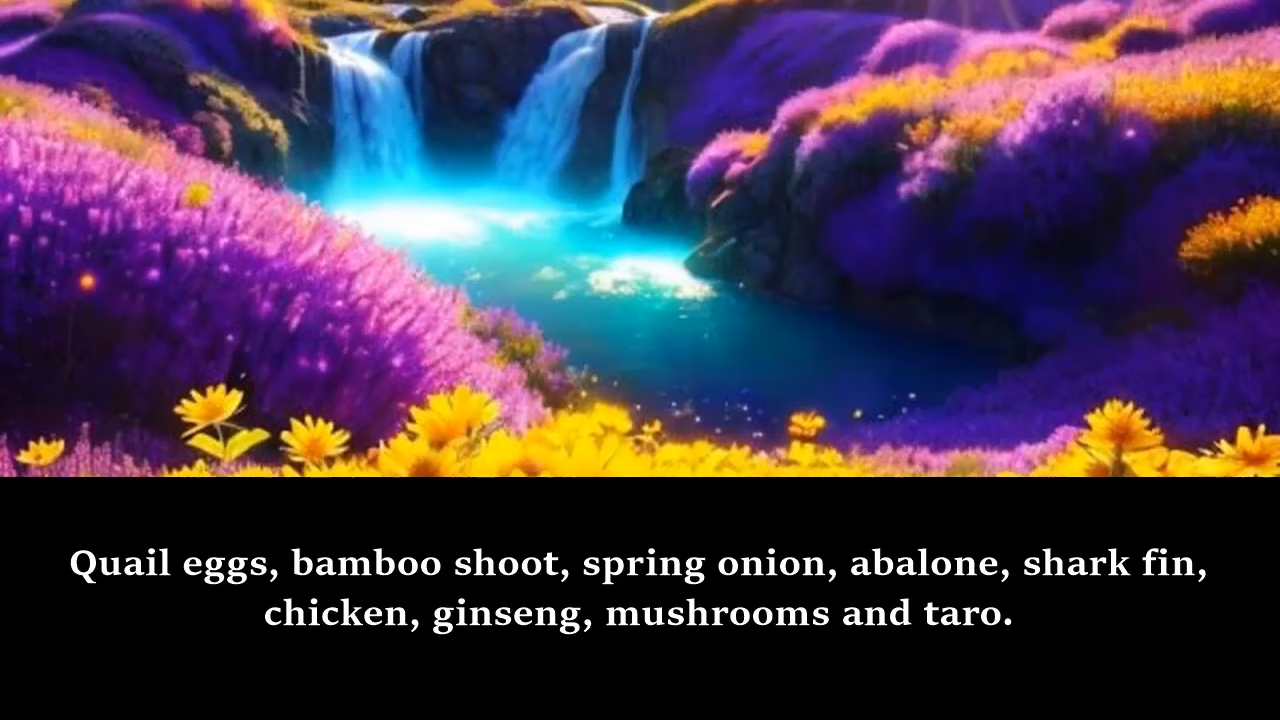 Quail eggs, bamboo shoot, spring onion, abalone, shark fin,
chicken, ginseng, mushrooms and taro.